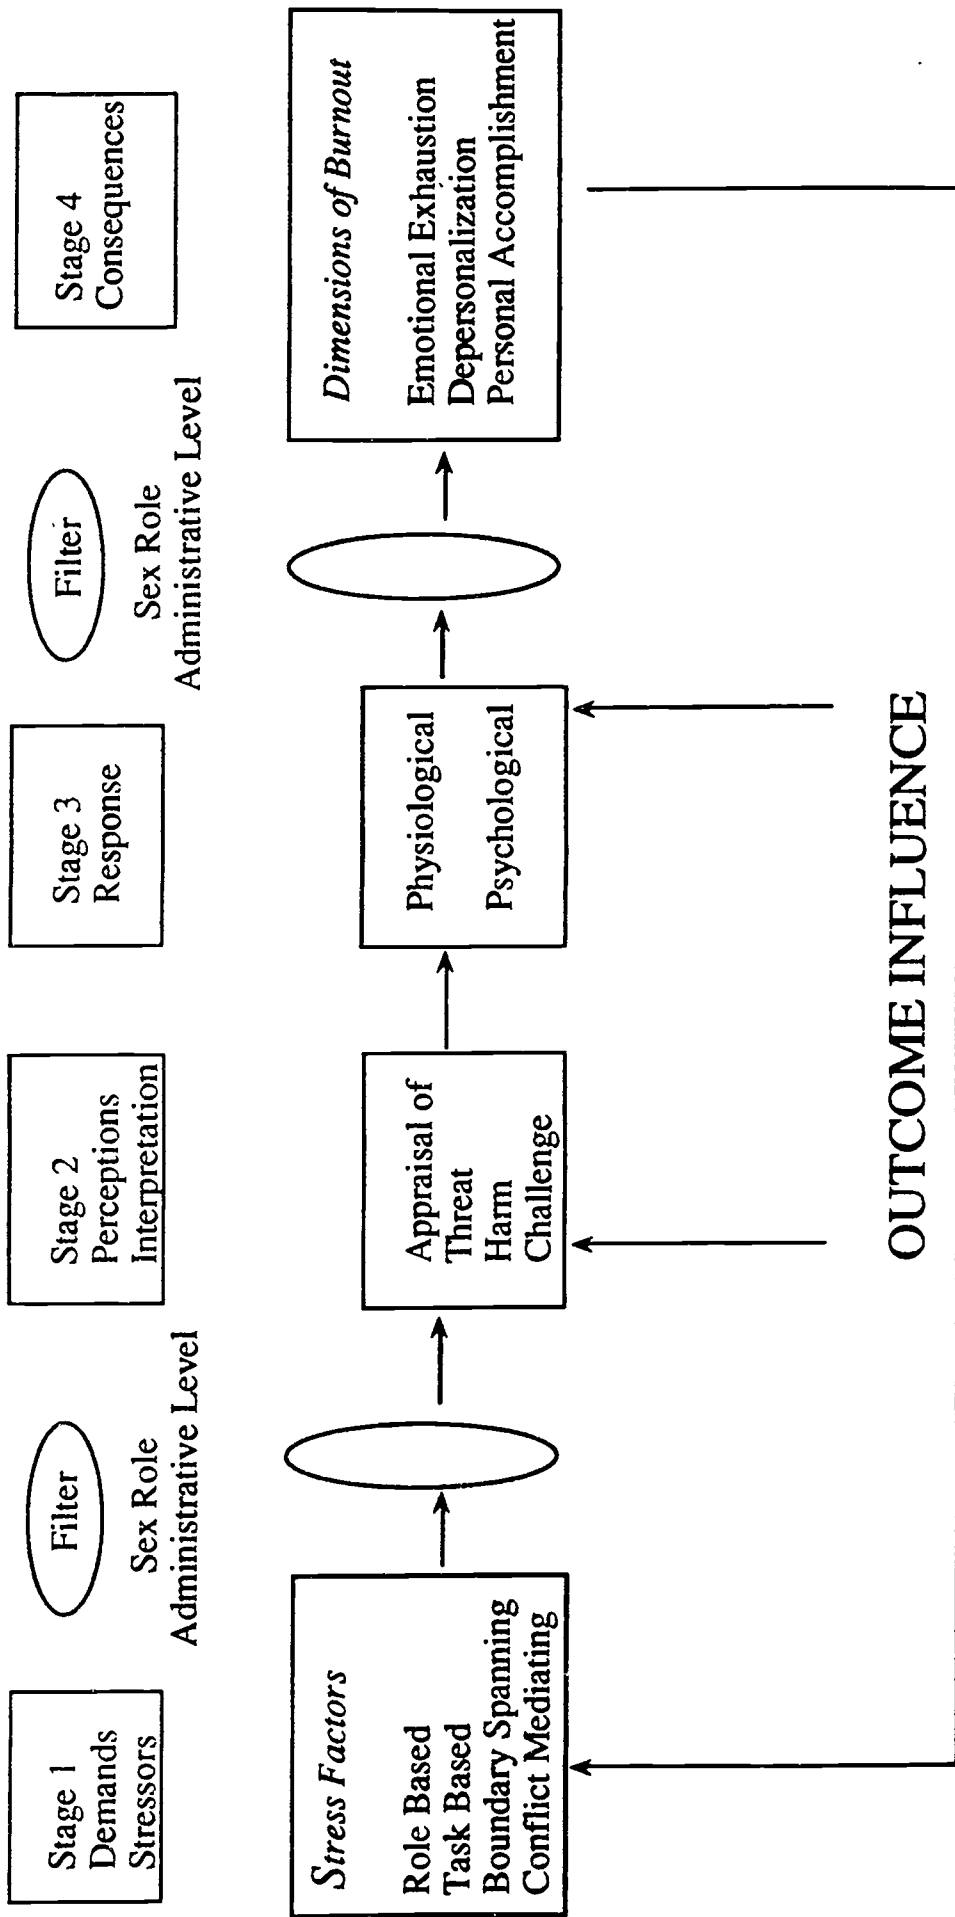 Stage 1
Demands
Stressors
Filter
Sex Role
Administrative Level
Stage 2
Perceptions
Interpretation
Stage 3
Response
Filter
Sex Role
Administrative Level
Stage 4
Consequences
Stress Factors
Role Based
Task Based
Boundary Spanning
Conflict Mediating
Appraisal of
Threat
Harm
Challenge
Physiological
Psychological
Dimensions of Burnout
Emotional Exhaustion
Depersonalization
Personal Accomplishment
OUTCOME INFLUENCE